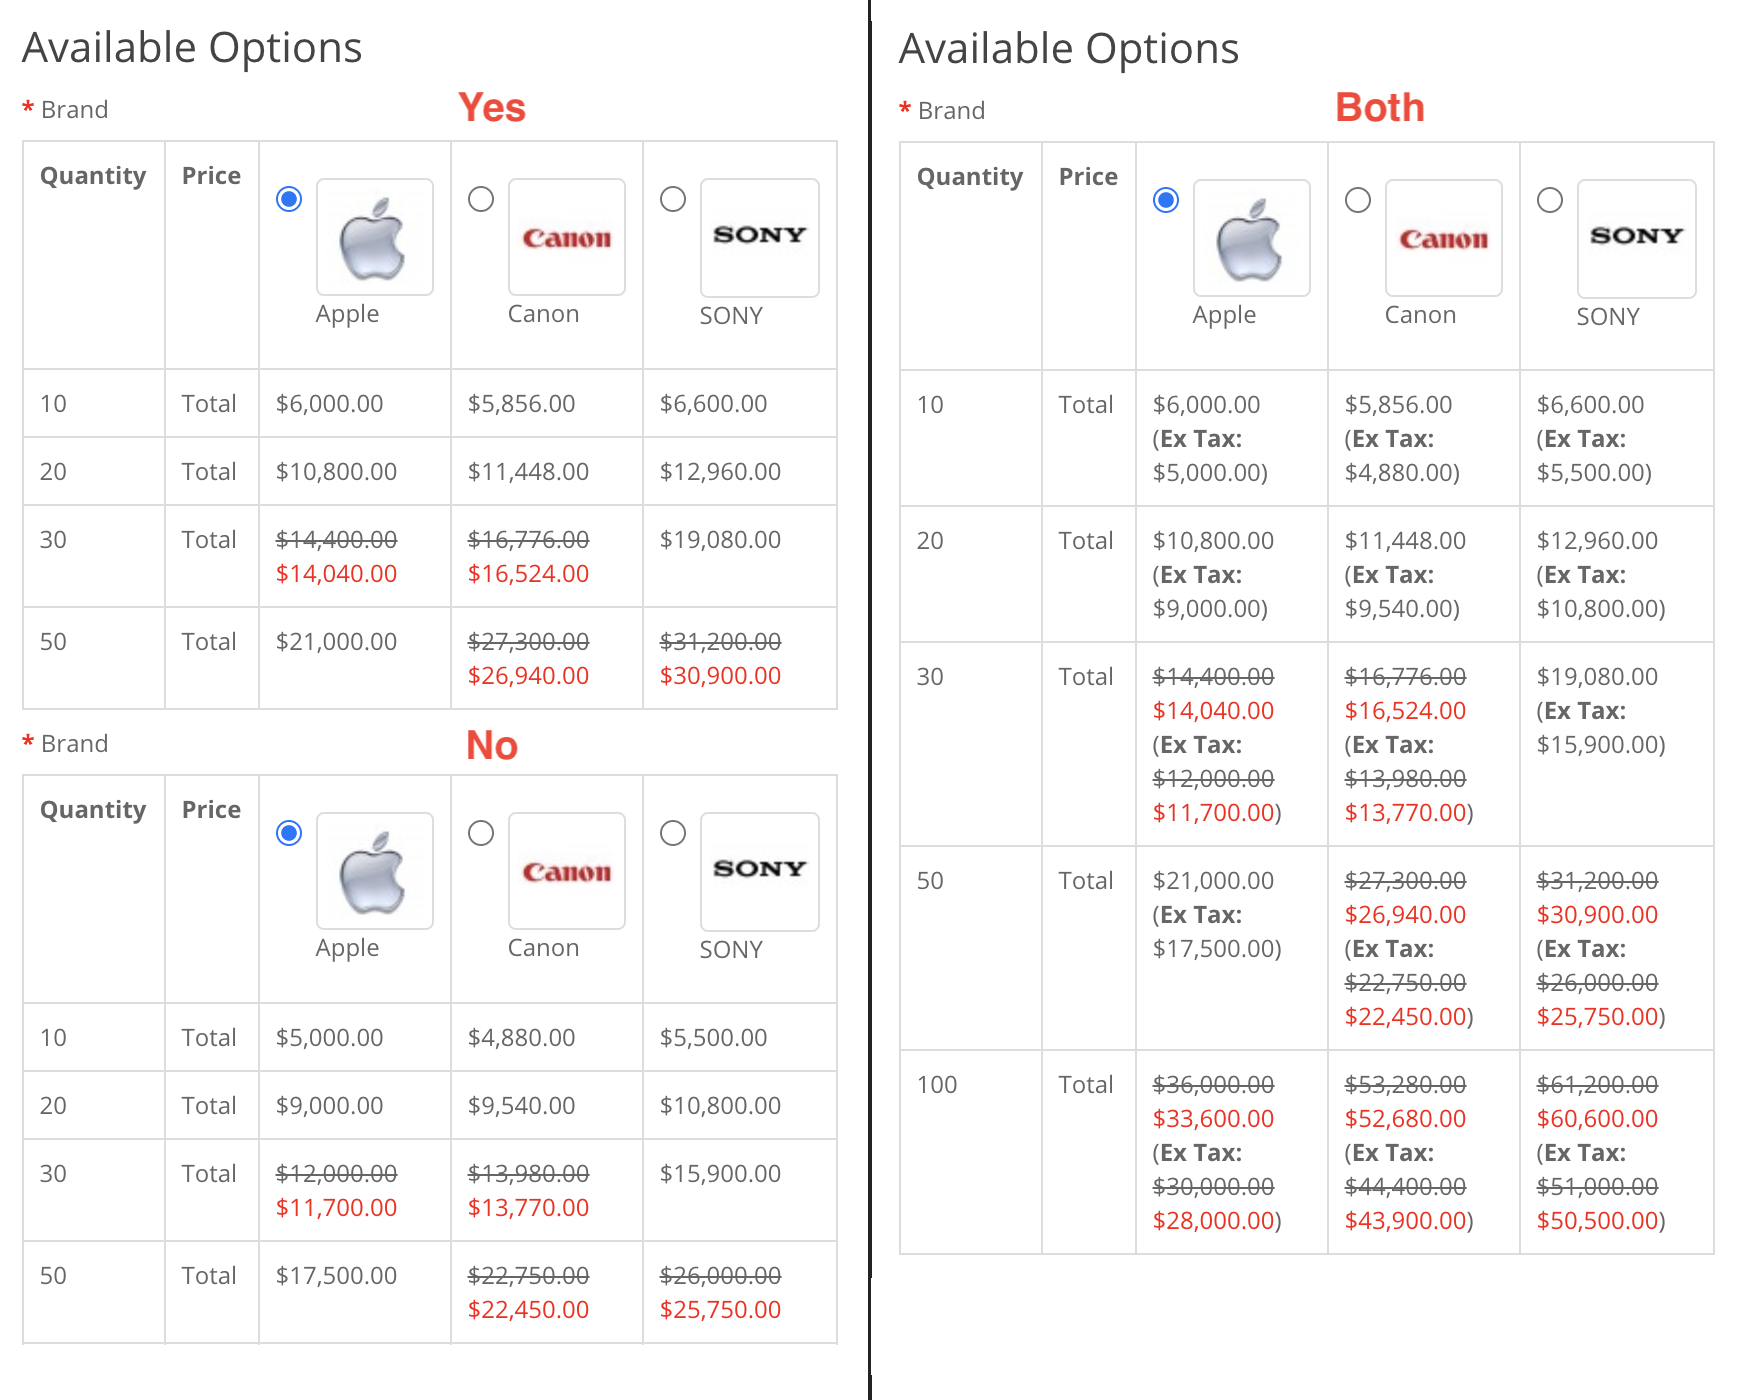 Available Options
* Brand
Yes
Quantity Price
Canon
SONY
Apple Canon SONY
10 Total $6,000.00 $5,856.00 $6,600.00
20 Total $10,800.00 $11,448.00 $12,960.00
30 Total $14,400.00 $16,776.00 $19,080.00
$14,040.00 $16,524.00
50 Total $21,000.00 $27,300.00 $31,200.00
$26,940.00 $30,900.00
* Brand
No
Quantity Price
Canon
SONY
Apple Canon SONY
10 Total $5,000.00 $4,880.00 $5,500.00
20 Total $9,000.00 $9,540.00 $10,800.00
30 Total $12,000.00 $13,980.00 $15,900.00
$11,700.00 $13,770.00
50 Total $17,500.00 $22,750.00 $26,000.00
$22,450.00 $25,750.00
Available Options
* Brand
Both
Quantity Price
Canon
SONY
Apple Canon SONY
10 Total $6,000.00 $5,856.00 $6,600.00
(Ex Tax: (Ex Tax: (Ex Tax:
$5,000.00) $4,880.00) $5,500.00)
20 Total $10,800.00 $11,448.00 $12,960.00
(Ex Tax: (Ex Tax: (Ex Tax:
$9,000.00) $9,540.00) $10,800.00)
30 Total $14,400.00 $16,776.00 $19,080.00
$14,040.00 $16,524.00 (Ex Tax:
(Ex Tax: (Ex Tax: $15,900.00)
$12,000.00 $13,980.00
$11,700.00) $13,770.00)
50 Total $21,000.00 $27,300.00 $31,200.00
(Ex Tax: $26,940.00 $30,900.00
$17,500.00) (Ex Tax: (Ex Tax:
$22,750.00 $26,000.00
$22,450.00) $25,750.00)
100 Total $36,000.00 $53,280.00 $61,200.00
$33,600.00 $52,680.00 $60,600.00
(Ex Tax: (Ex Tax: (Ex Tax:
$30,000.00 $44,400.00 $51,000.00
$28,000.00) $43,900.00) $50,500.00)